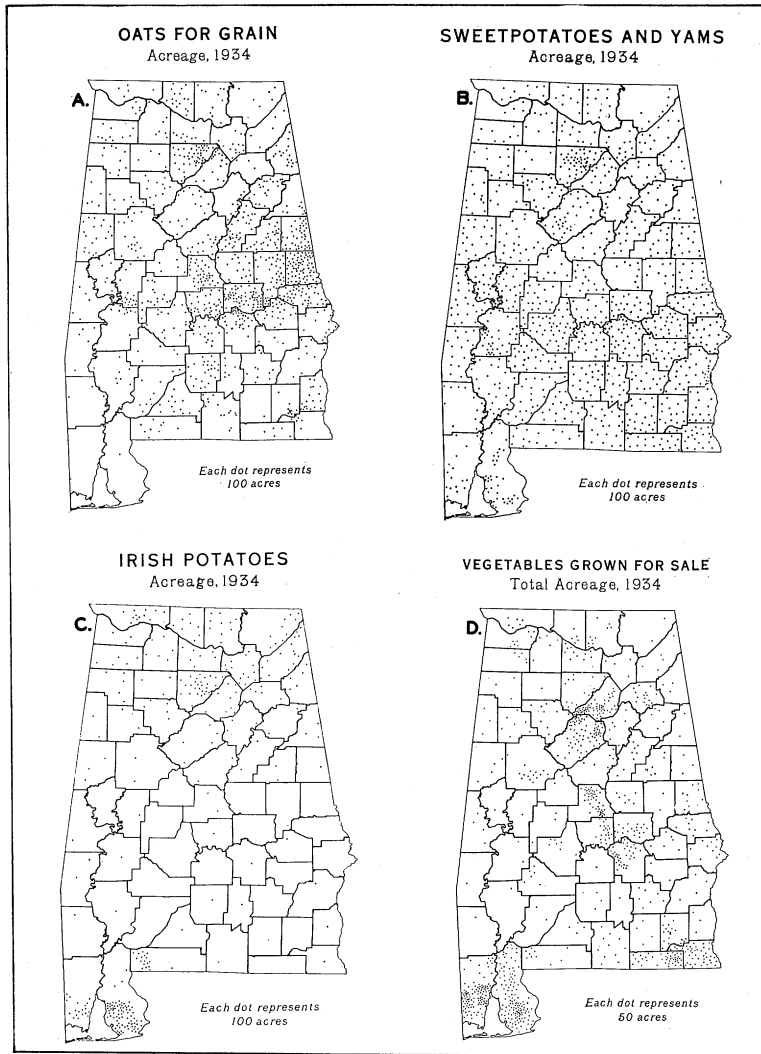 OATS FOR GRAIN
Acreage, 1934
A.
Each dot represents
100 acres
SWEETPOTATOES AND YAMS
Acreage, 1934
B.
Each dot represents
100 acres
IRISH POTATOES
Acreage, 1934
C.
Each dot represents
100 acres
VEGETABLES GROWN FOR SALE
Total Acreage, 1934
D.
Each dot represents
50 acres